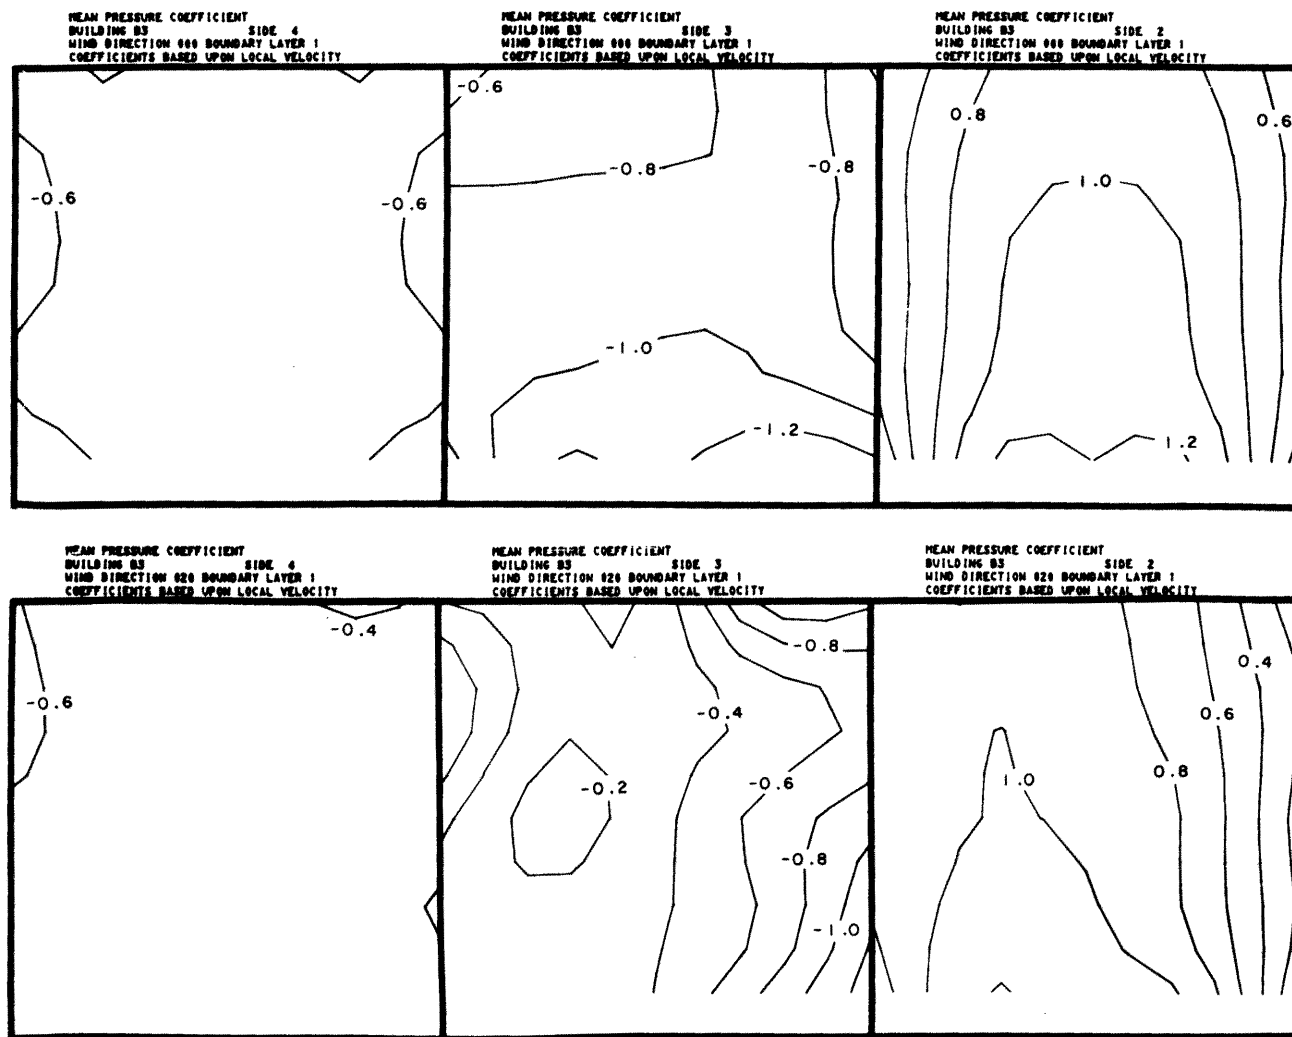 MEAN PRESSURE COEFFICIENT
BUILDING B3 SIDE 4
WIND DIRECTION 000 BOUNDARY LAYER 1
COEFFICIENTS BASED UPON LOCAL VELOCITY
-0.6
-0.6
MEAN PRESSURE COEFFICIENT
BUILDING B3 SIDE 3
WIND DIRECTION 000 BOUNDARY LAYER 1
COEFFICIENTS BASED UPON LOCAL VELOCITY
-0.6
-0.8
-0.8
-1.0
-1.2
MEAN PRESSURE COEFFICIENT
BUILDING B3 SIDE 2
WIND DIRECTION 000 BOUNDARY LAYER 1
COEFFICIENTS BASED UPON LOCAL VELOCITY
0.8
0.6
1.0
1.2
MEAN PRESSURE COEFFICIENT
BUILDING B3 SIDE 4
WIND DIRECTION 020 BOUNDARY LAYER 1
COEFFICIENTS BASED UPON LOCAL VELOCITY
-0.4
-0.6
MEAN PRESSURE COEFFICIENT
BUILDING B3 SIDE 3
WIND DIRECTION 020 BOUNDARY LAYER 1
COEFFICIENTS BASED UPON LOCAL VELOCITY
-0.8
-0.4
-0.2
-0.6
-0.8
-1.0
MEAN PRESSURE COEFFICIENT
BUILDING B3 SIDE 2
WIND DIRECTION 020 BOUNDARY LAYER 1
COEFFICIENTS BASED UPON LOCAL VELOCITY
0.4
0.6
0.8
1.0